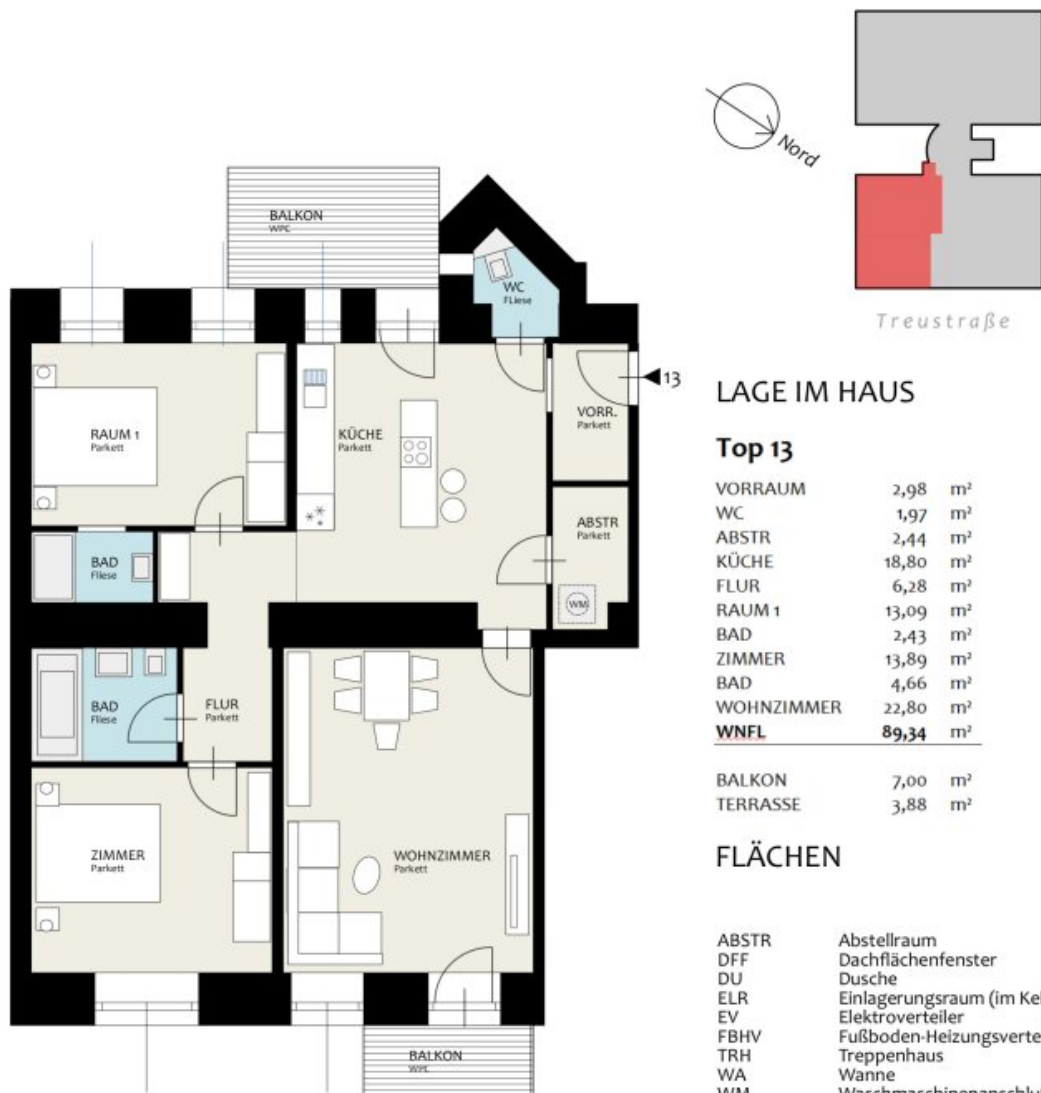 Nord
Treustraße
BALKON
WPC
WC
FLiese
13
VORR.
Parkett
RAUM 1
Parkett
KÜCHE
Parkett
ABSTR
Parkett
WM
BAD
Fliese
BAD
Fliese
FLUR
Parkett
ZIMMER
Parkett
WOHNZIMMER
Parkett
BALKON
WPC
LAGE IM HAUS
Top 13
VORRAUM 2,98 m²
WC 1,97 m²
ABSTR 2,44 m²
KÜCHE 18,80 m²
FLUR 6,28 m²
RAUM 1 13,09 m²
BAD 2,43 m²
ZIMMER 13,89 m²
BAD 4,66 m²
WOHNZIMMER 22,80 m²
WNFL 89,34 m²
BALKON 7,00 m²
TERRASSE 3,88 m²
FLÄCHEN
ABSTR Abstellraum
DFF Dachflächenfenster
DU Dusche
ELR Einlagerungsraum (im Kel
EV Elektroverteiler
FBHV Fußboden-Heizungsverte
TRH Treppenhaus
WA Wanne
WM Waschmaschinenanschlu